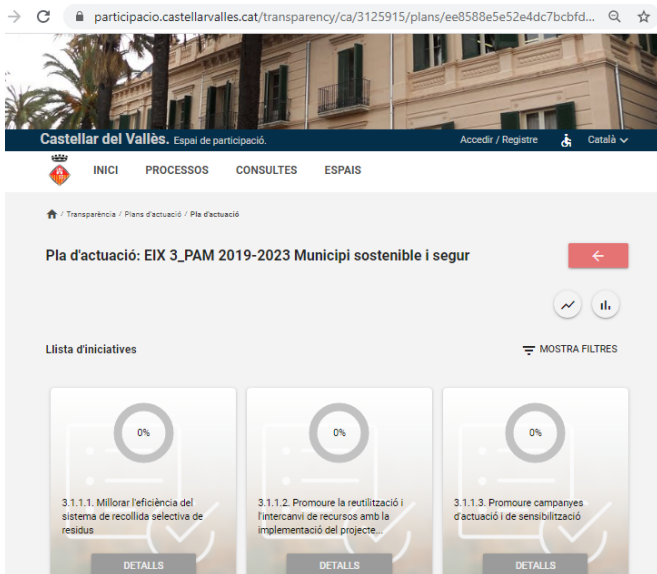 participacio.castellarvalles.cat/transparency/ca/3125915/plans/ee8588e5e52e4dc7bcbfd...
Castellar del Vallès. Espai de participació.
Accedir / Registre
Català
INICI PROCESSOS CONSULTES ESPAIS
/ Transparència / Plans d'actuació / Pla d'actuació
Pla d'actuació: EIX 3_PAM 2019-2023 Municipi sostenible i segur
Llista d'iniciatives
MOSTRA FILTRES
0%
3.1.1.1. Millorar l'eficiència del
sistema de recollida selectiva de
residus
DETALLS
0%
3.1.1.2. Promoure la reutilització i
l'intercanvi de recursos amb la
implementació del projecte...
DETALLS
0%
3.1.1.3. Promoure campanyes
d'actuació i de sensibilització
DETALLS